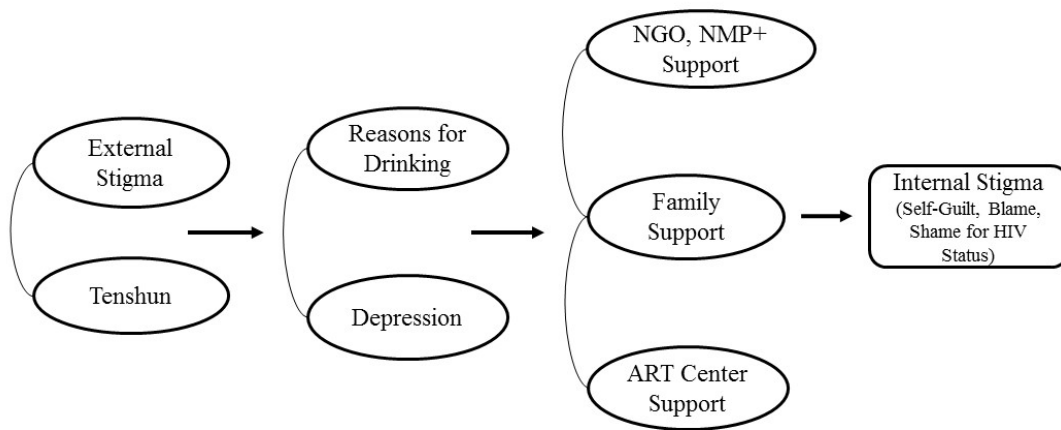 External
Stigma
Tenshun
Reasons for
Drinking
Depression
NGO, NMP+
Support
Family
Support
ART Center
Support
Internal Stigma
(Self-Guilt, Blame,
Shame for HIV
Status)